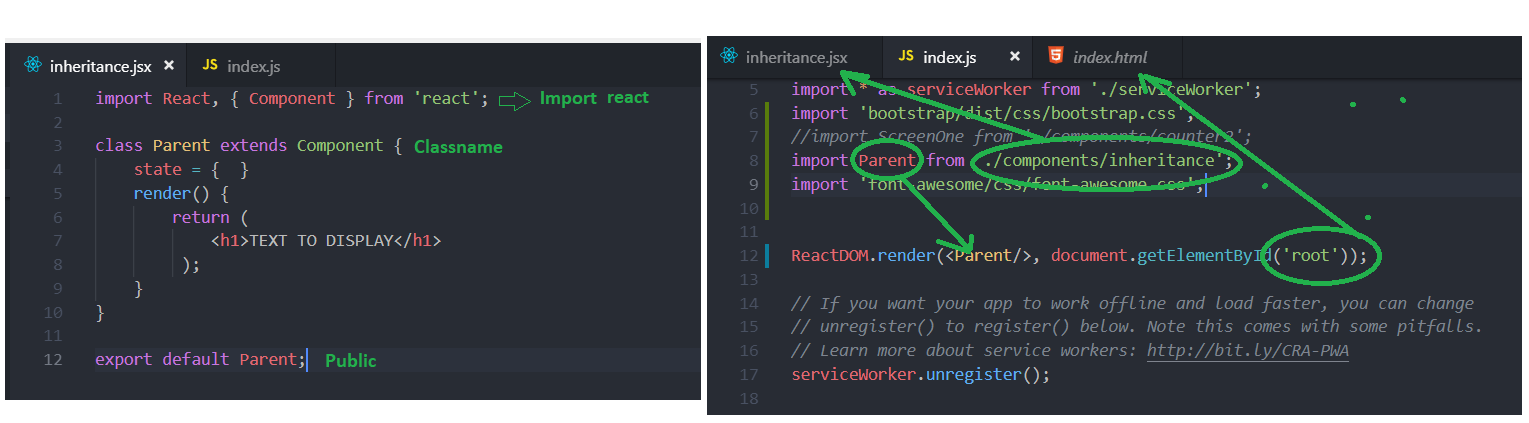 inheritance.jsx × JS index.js
1 import React, { Component } from 'react'; Import react
2
3 class Parent extends Component { Classname
4 state = { }
5 render() {
6 return (
7 <h1>TEXT TO DISPLAY</h1>
8 );
9 }
10 }
11
12 export default Parent; Public
inheritance.jsx JS index.js × 5 index.html
5 import * as serviceWorker from './serviceWorker';
6 import 'bootstrap/dist/css/bootstrap.css';
7 //import ScreenOne from './components/counter2';
8 import Parent from './components/inheritance';
9 import 'font-awesome/css/font-awesome.css';
10
11
12 ReactDOM.render(<Parent/>, document.getElementById('root'));
13
14 // If you want your app to work offline and load faster, you can change
15 // unregister() to register() below. Note this comes with some pitfalls.
16 // Learn more about service workers: http://bit.ly/CRA-PWA
17 serviceWorker.unregister();
18